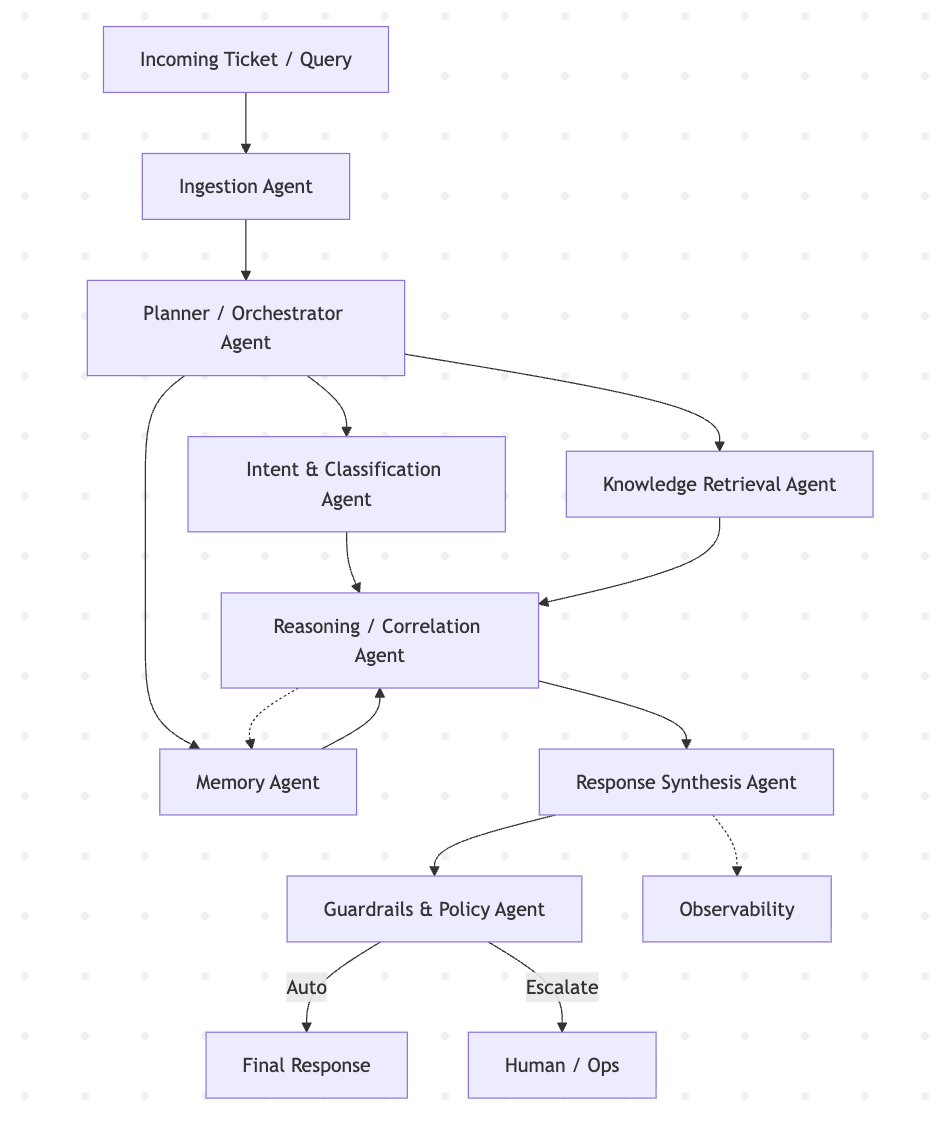 Incoming Ticket / Query
Ingestion Agent
Planner / Orchestrator
Agent
Intent & Classification
Agent
Knowledge Retrieval Agent
Reasoning / Correlation
Agent
Memory Agent
Response Synthesis Agent
Guardrails & Policy Agent
Observability
Auto
Escalate
Final Response
Human / Ops